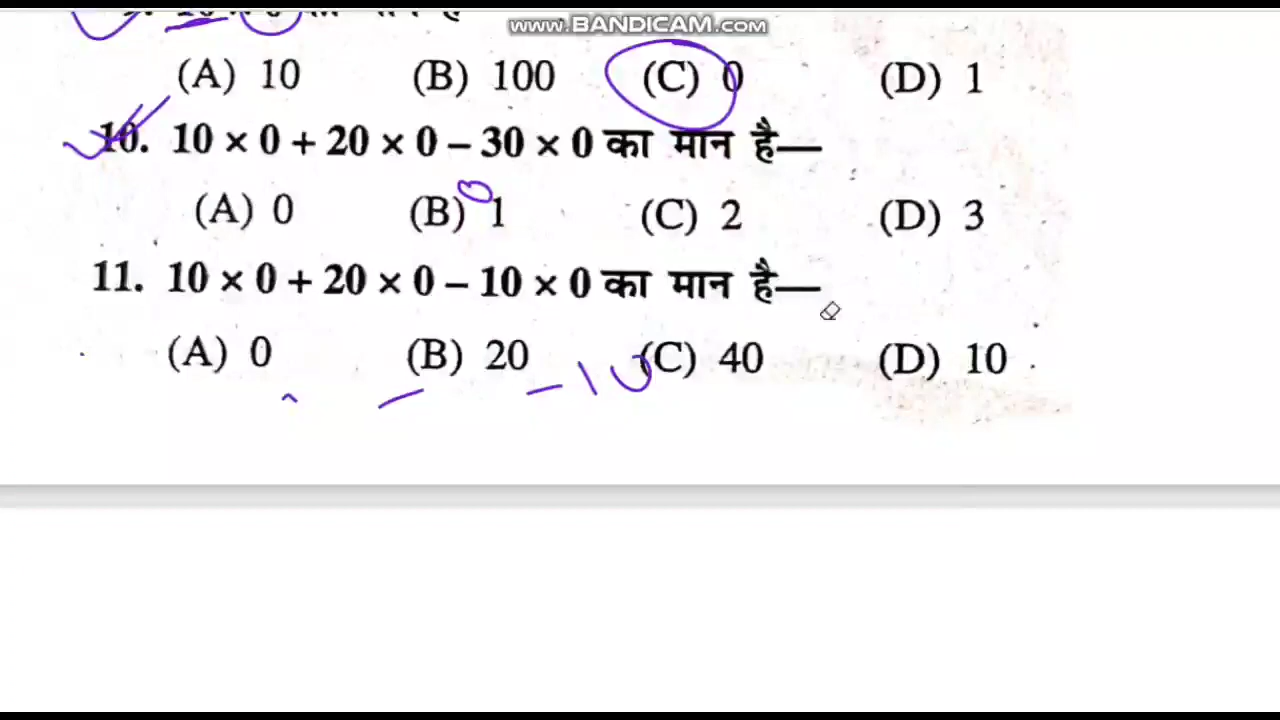 www.BANDICAM.com
(A) 10 (B) 100 (C) 0 (D) 1
10. 10 × 0 + 20 × 0 – 30 × 0 का मान है—
0
(A) 0 (B) 1 (C) 2 (D) 3
11. 10 × 0 + 20 × 0 – 10 × 0 का मान है—
(A) 0 (B) 20 (C) 40 (D) 10